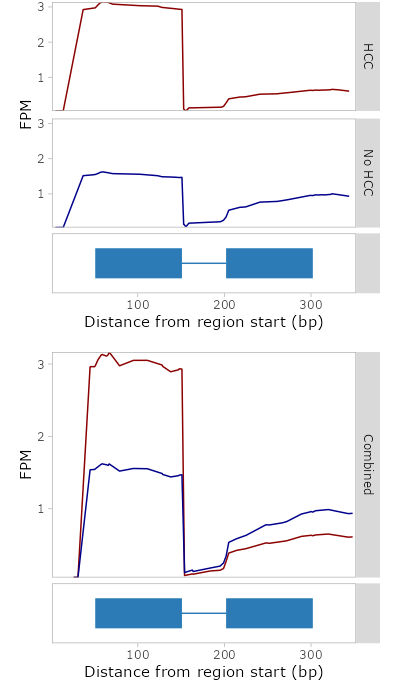 3
2
1
HCC
FPM
3
2
1
No HCC
100 200 300
Distance from region start (bp)
3
2
1
FPM
Combined
100 200 300
Distance from region start (bp)